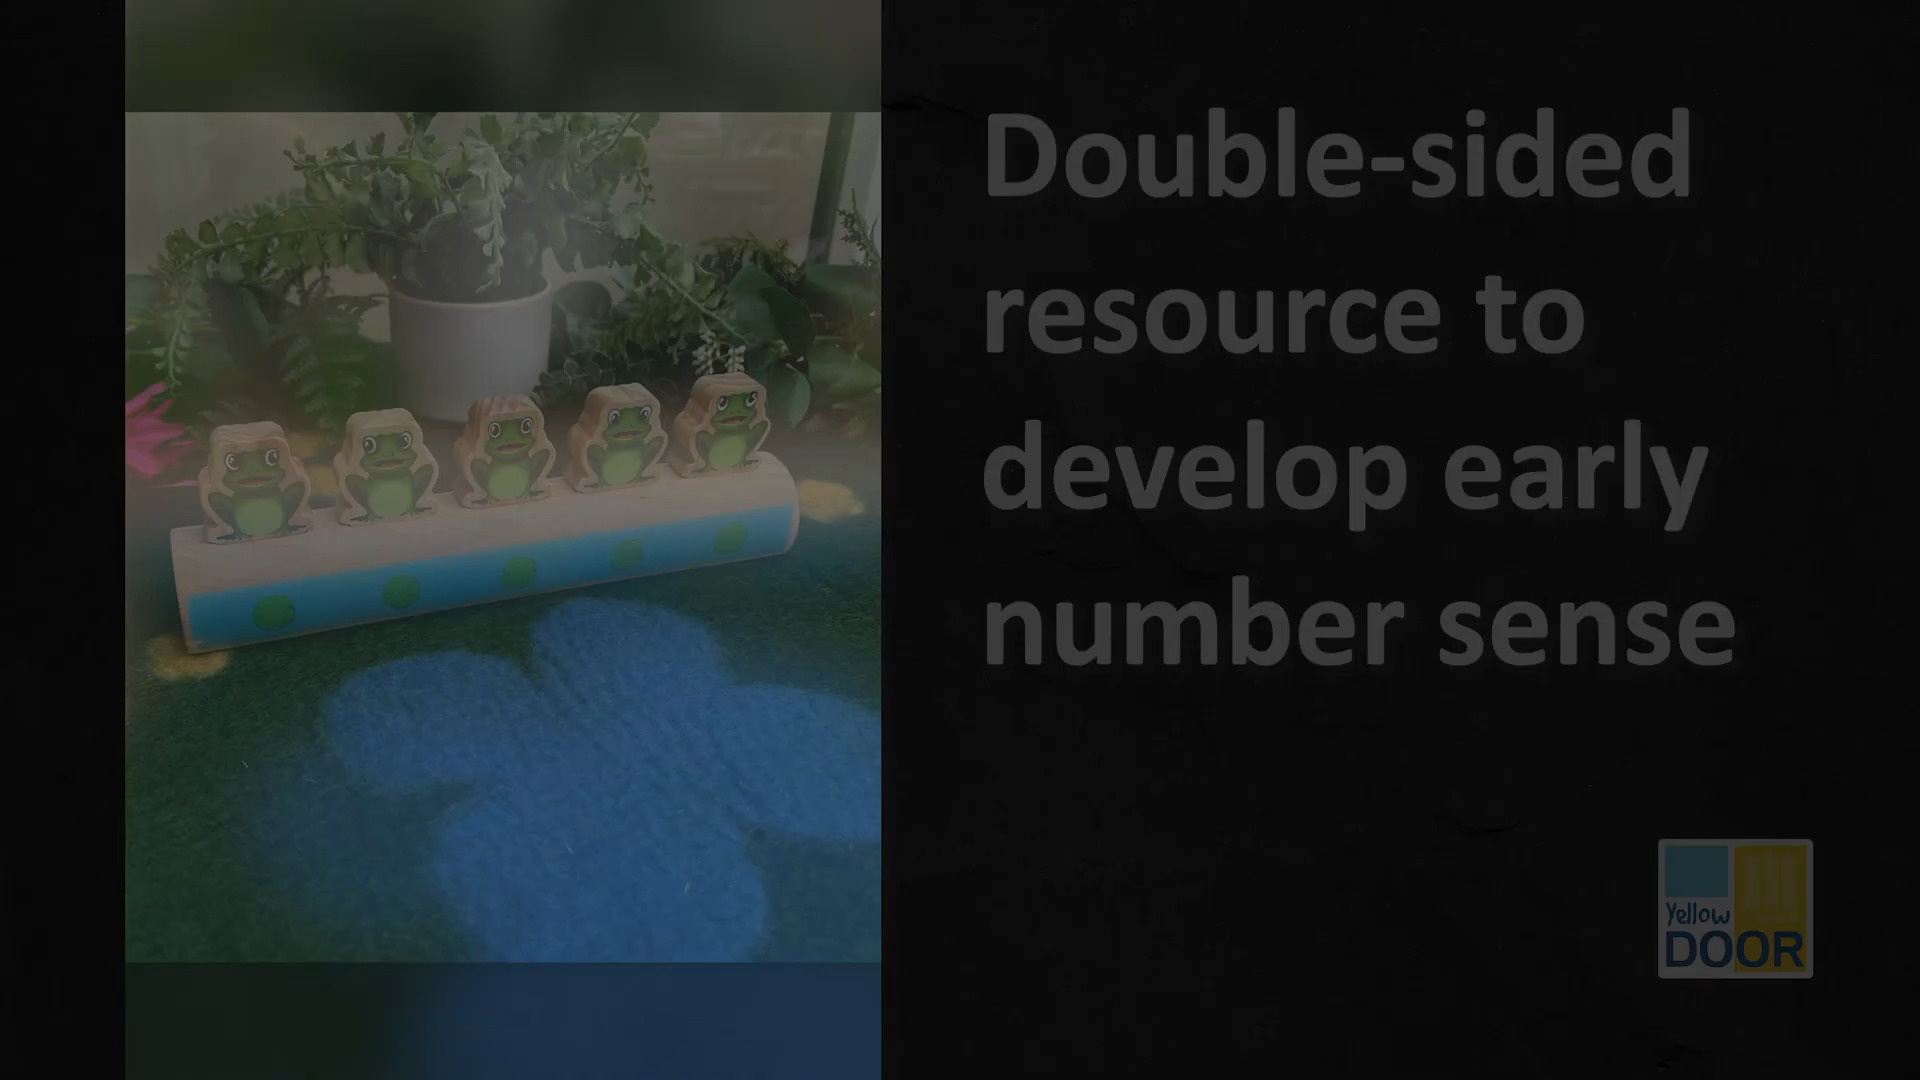 Double-sided
resource to
develop early
number sense
Yellow
DOOR